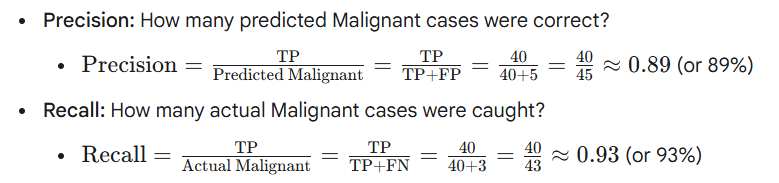 • Precision: How many predicted Malignant cases were correct?
• Precision = TP/Predicted Malignant = TP/TP+FP = 40/40+5 = 40/45 ≈ 0.89 (or 89%)
• Recall: How many actual Malignant cases were caught?
• Recall = TP/Actual Malignant = TP/TP+FN = 40/40+3 = 40/43 ≈ 0.93 (or 93%)